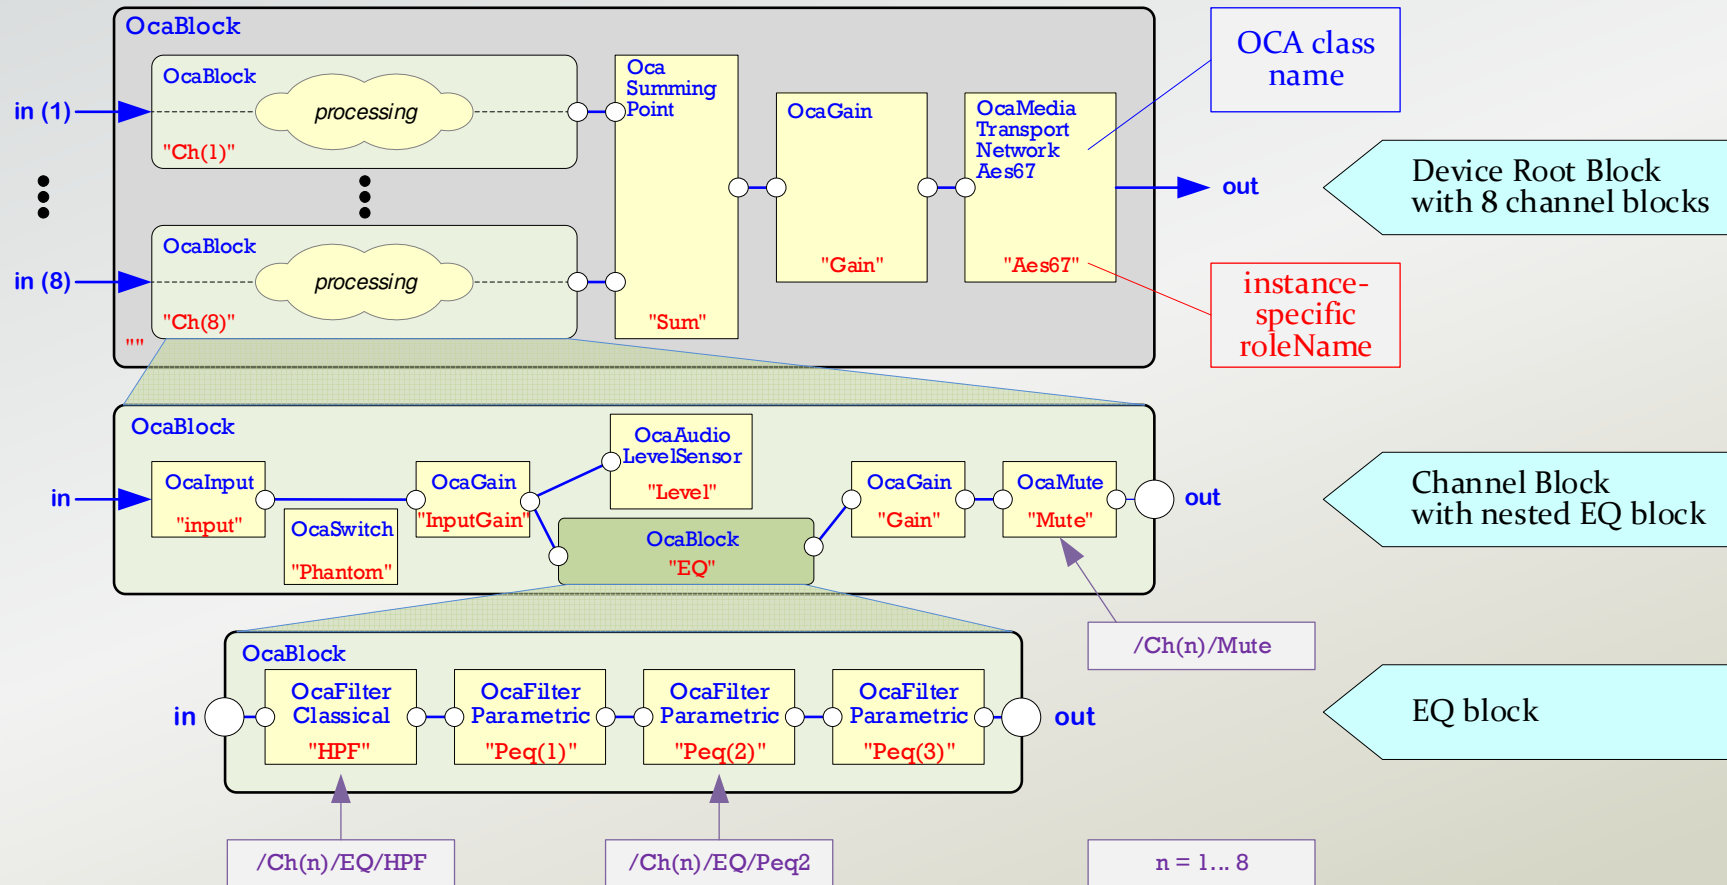 OcaBlock
OcaBlock
in (1)
processing
"Ch(1)"
OcaBlock
in (8)
processing
"Ch(8)"
""
Oca
Summing
Point
"Sum"
OcaGain
"Gain"
OcaMedia
Transport
Network
Aes67
"Aes67"
out
OCA class
name
Device Root Block
with 8 channel blocks
instance-
specific
roleName
OcaBlock
in
OcaInput
"input"
OcaSwitch
"Phantom"
OcaGain
"InputGain"
OcaAudio
LevelSensor
"Level"
OcaBlock
"EQ"
OcaGain
"Gain"
OcaMute
"Mute"
out
Channel Block
with nested EQ block
/Ch(n)/Mute
OcaBlock
in
OcaFilter
Classical
"HPF"
OcaFilter
Parametric
"Peq(1)"
OcaFilter
Parametric
"Peq(2)"
OcaFilter
Parametric
"Peq(3)"
out
EQ block
/Ch(n)/EQ/HPF
/Ch(n)/EQ/Peq2
n = 1... 8